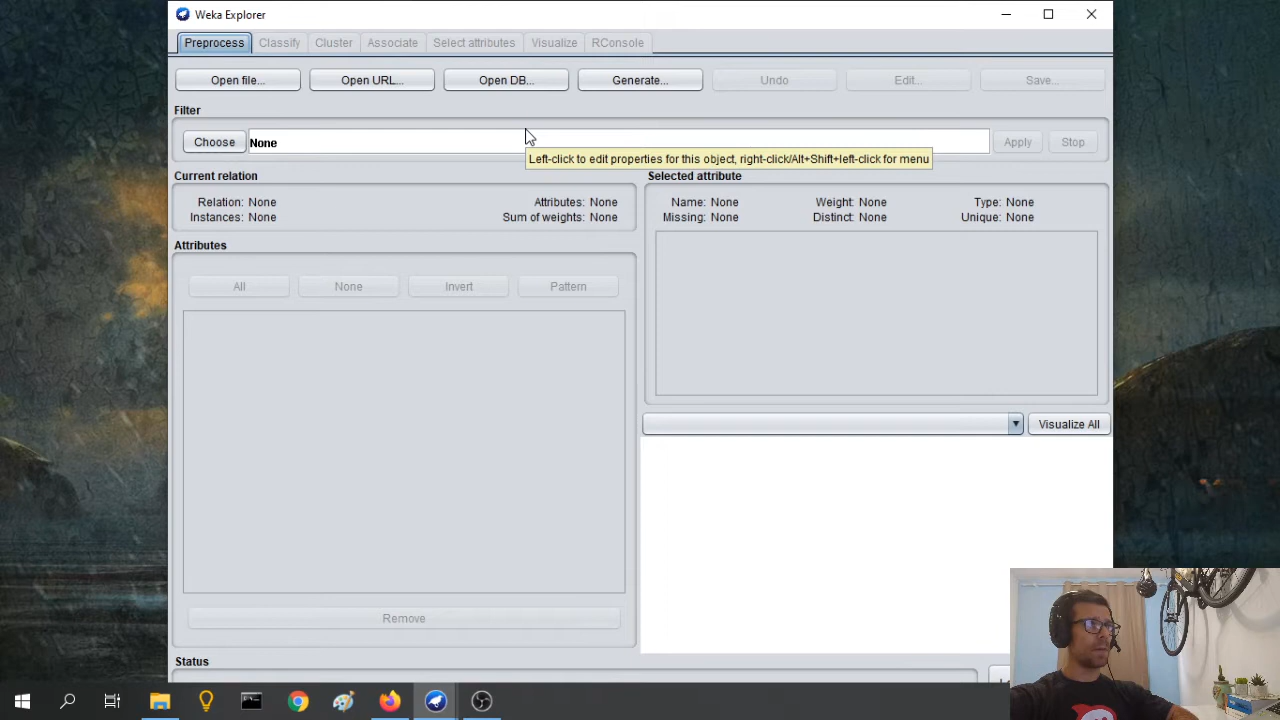 Weka Explorer
Preprocess Classify Cluster Associate Select attributes Visualize RConsole
Open file... Open URL... Open DB... Generate... Undo Edit... Save...
Filter
Choose None Apply Stop
Left-click to edit properties for this object, right-click/Alt+Shift+left-click for menu
Current relation
Relation: None Attributes: None
Instances: None Sum of weights: None
Selected attribute
Name: None Weight: None Type: None
Missing: None Distinct: None Unique: None
Attributes
All None Invert Pattern
Visualize All
Remove
Status